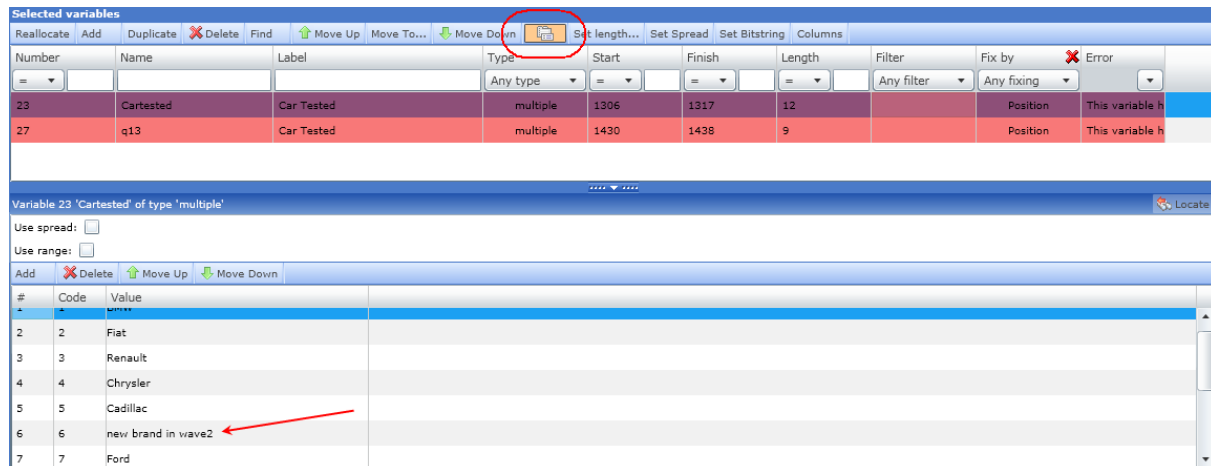 Selected variables
Reallocate Add Duplicate Delete Find Move Up Move To... Move Down Set length... Set Spread Set Bitstring Columns
Number Name Label Type Start Finish Length Filter Fix by Error
= Any type = = = Any filter Any fixing
23 Cartested Car Tested multiple 1306 1317 12 Position This variable h
27 q13 Car Tested multiple 1430 1438 9 Position This variable h
Variable 23 'Cartested' of type 'multiple' Locate
Use spread:
Use range:
Add Delete Move Up Move Down
# Code Value
1 1 BMW
2 2 Fiat
3 3 Renault
4 4 Chrysler
5 5 Cadillac
6 6 new brand in wave2
7 7 Ford